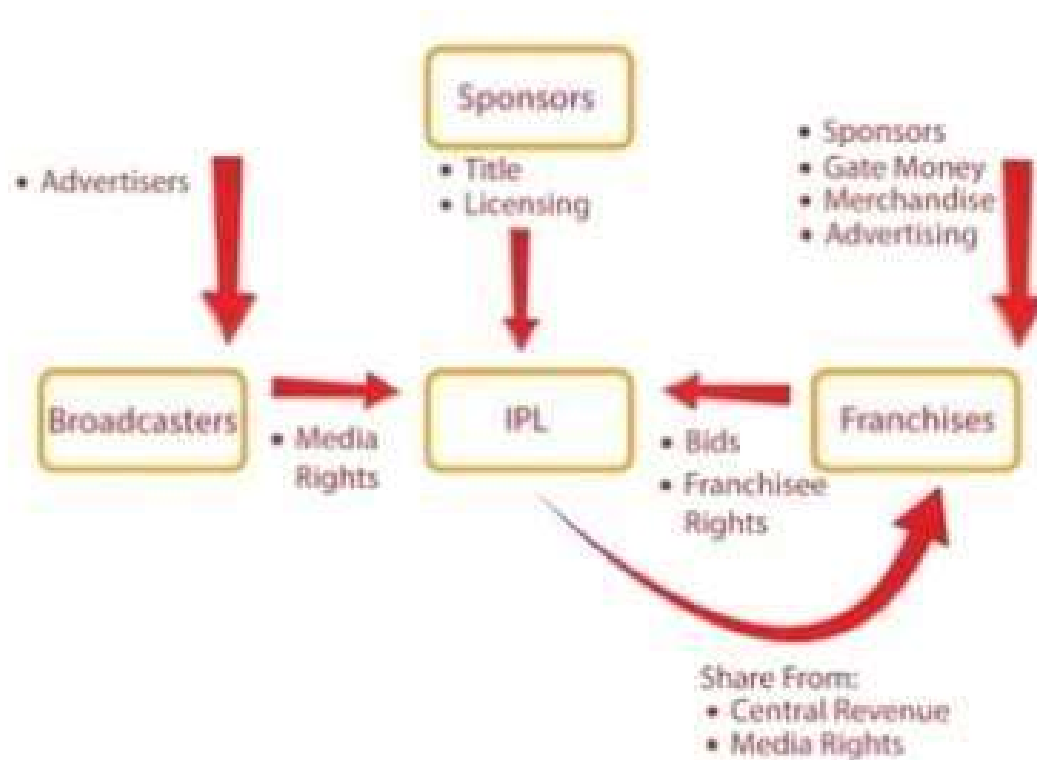 Sponsors
• Title
• Licensing
• Advertisers
• Sponsors
• Gate Money
• Merchandise
• Advertising
Broadcasters
• Media
Rights
IPL
• Bids
• Franchisee
Rights
Franchises
Share From:
• Central Revenue
• Media Rights